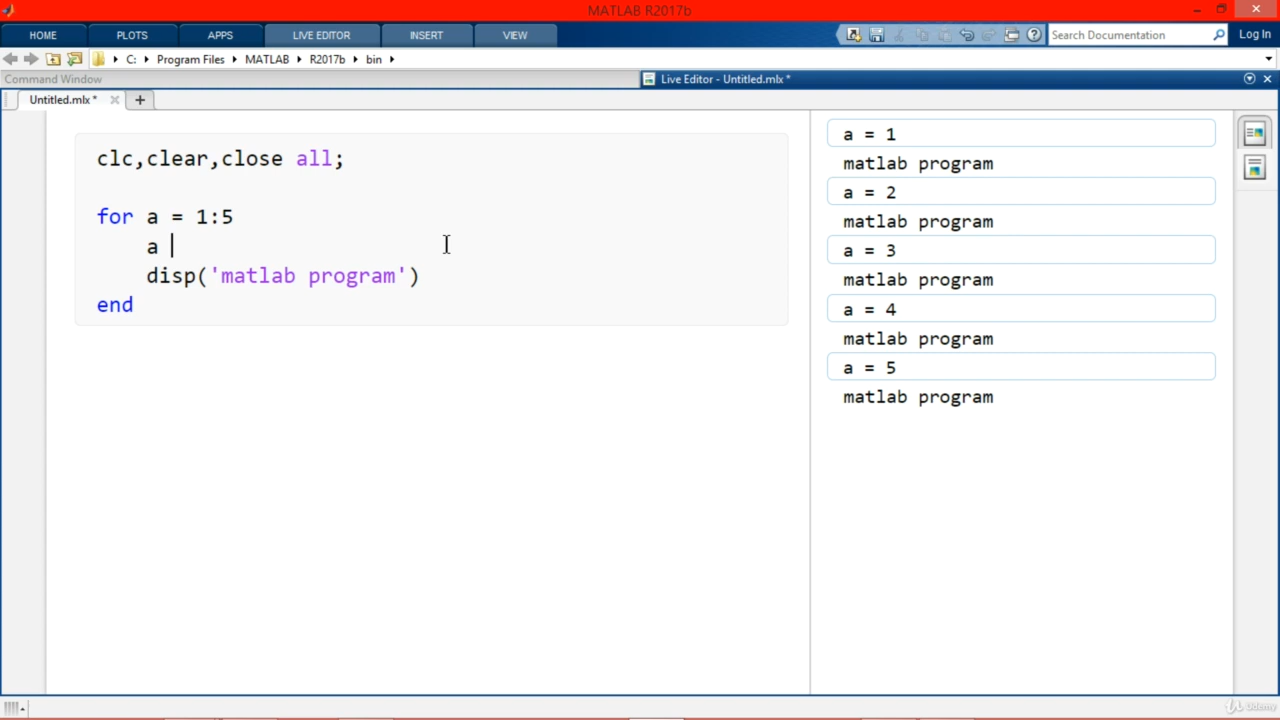 MATLAB R2017b
HOME PLOTS APPS LIVE EDITOR INSERT VIEW Search Documentation Log In
C: Program Files MATLAB R2017b bin
Command Window Live Editor - Untitled.mlx *
Untitled.mlx *
clc,clear,close all;
for a = 1:5
a
disp('matlab program')
end
a = 1
matlab program
a = 2
matlab program
a = 3
matlab program
a = 4
matlab program
a = 5
matlab program
Udemy